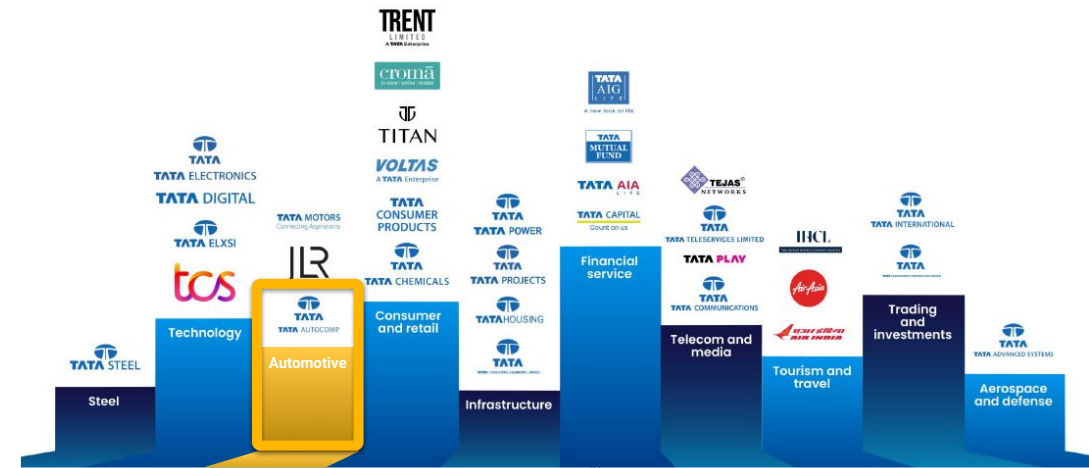 TATA STEEL
Steel
TATA
TATA ELECTRONICS
TATA DIGITAL
TATA ELXSI
tcs
Technology
TATA MOTORS
Connecting Aspirations
JLR
TATA
TATA AUTOCOMP
Automotive
TRENT
LIMITED
A TATA Enterprise
cromā
TITAN
VOLTAS
A TATA Enterprise
TATA
CONSUMER
PRODUCTS
TATA
TATA CHEMICALS
Consumer
and retail
TATA
TATA POWER
TATA
TATA PROJECTS
TATA HOUSING
TATA
Infrastructure
TATA
AIG
LIFE
A new look at life
TATA
MUTUAL
FUND
TATA AIA
LIFE
TATA CAPITAL
Count on us
Financial
service
TEJAS®
NETWORKS
TATA
TATA TELESERVICES LIMITED
TATA PLAY
TATA
TATA COMMUNICATIONS
Telecom and
media
IHCL
AirAsia
एअर इंडिया
AIR INDIA
Tourism and
travel
TATA
TATA INTERNATIONAL
TATA
Trading
and
investments
TATA
TATA ADVANCED SYSTEMS
Aerospace
and defense